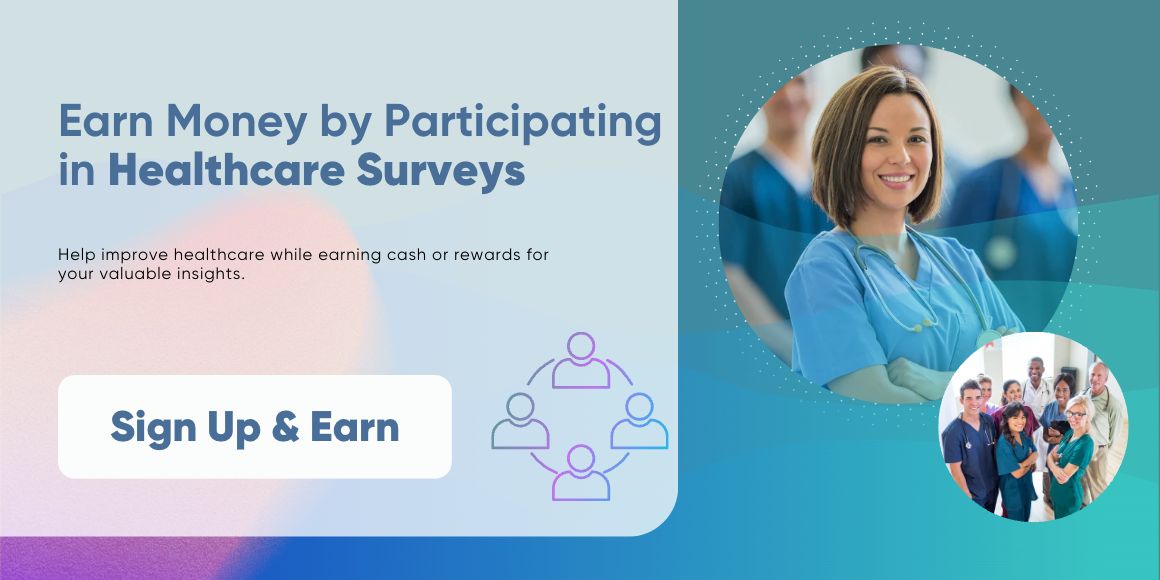 Earn Money by Participating
in Healthcare Surveys
Help improve healthcare while earning cash or rewards for
your valuable insights.
Sign Up & Earn